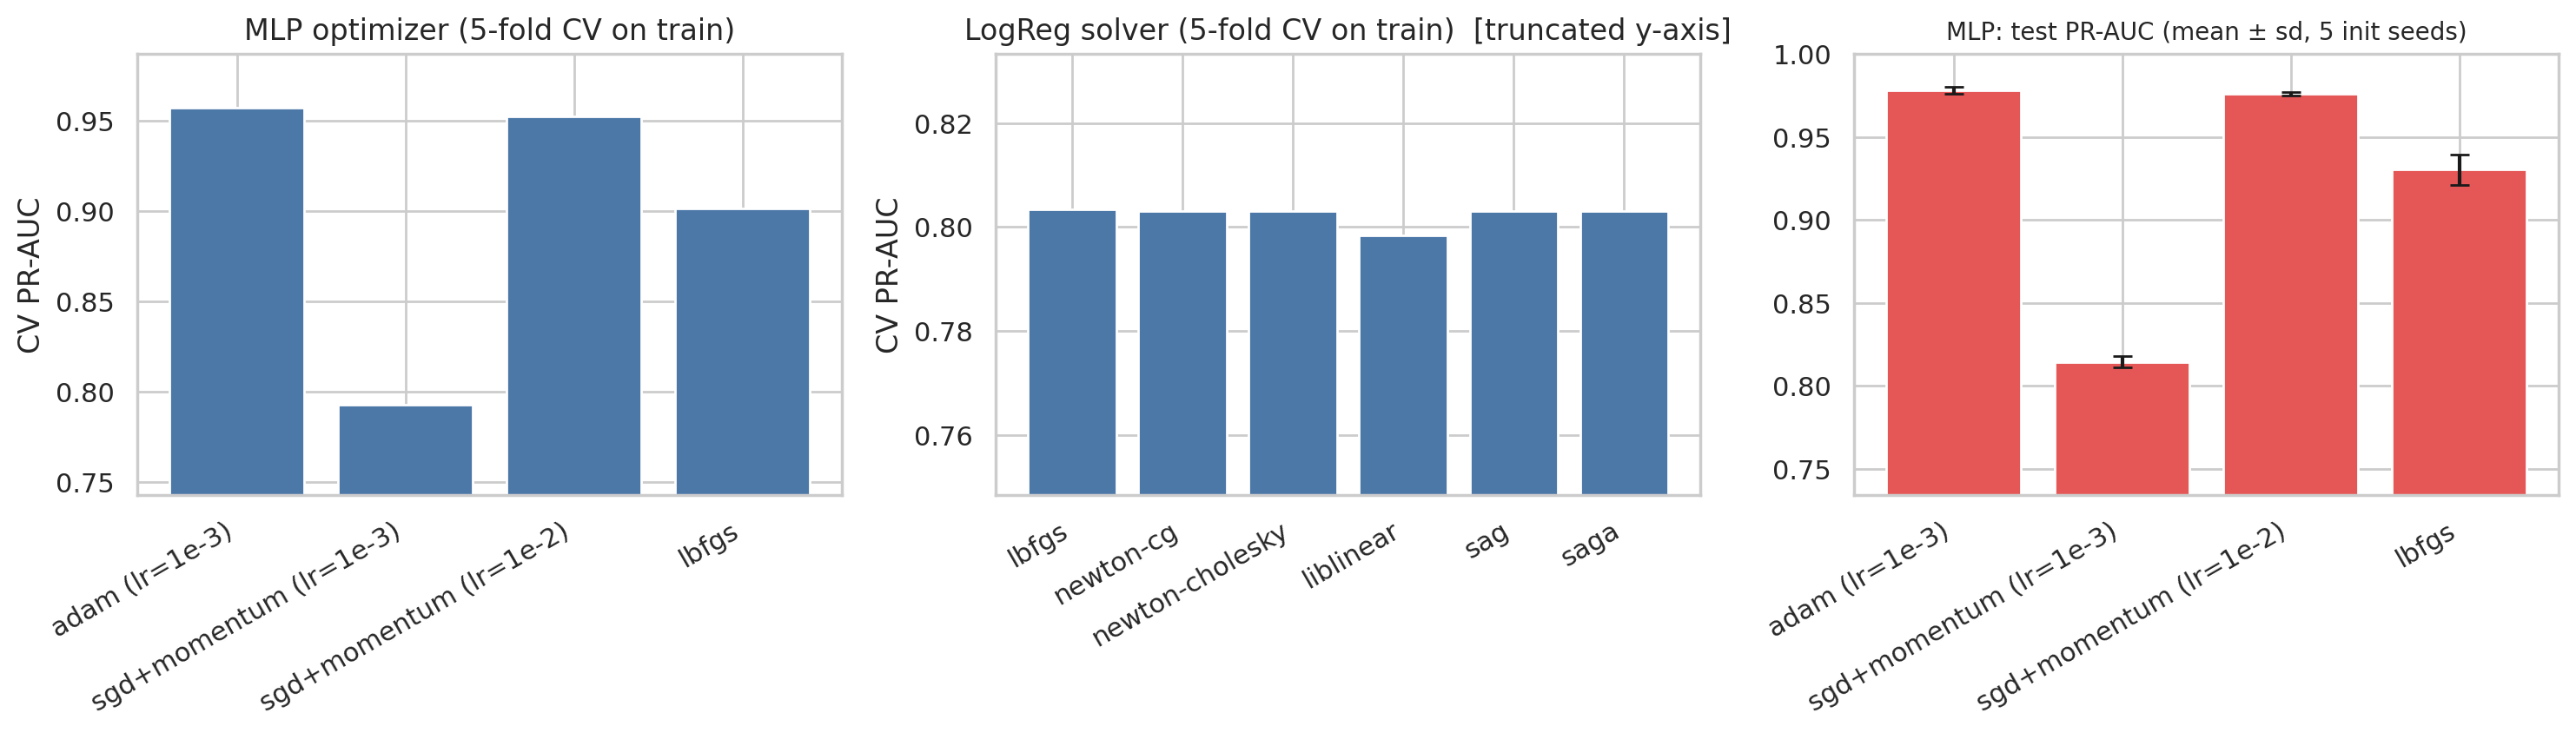 MLP optimizer (5-fold CV on train)
CV PR-AUC
0.95
0.90
0.85
0.80
0.75
adam (lr=1e-3)
sgd+momentum (lr=1e-3)
sgd+momentum (lr=1e-2)
lbfgs
LogReg solver (5-fold CV on train) [truncated y-axis]
CV PR-AUC
0.82
0.80
0.78
0.76
lbfgs
newton-cg
newton-cholesky
liblinear
sag
saga
MLP: test PR-AUC (mean ± sd, 5 init seeds)
1.00
0.95
0.90
0.85
0.80
0.75
adam (lr=1e-3)
sgd+momentum (lr=1e-3)
sgd+momentum (lr=1e-2)
lbfgs